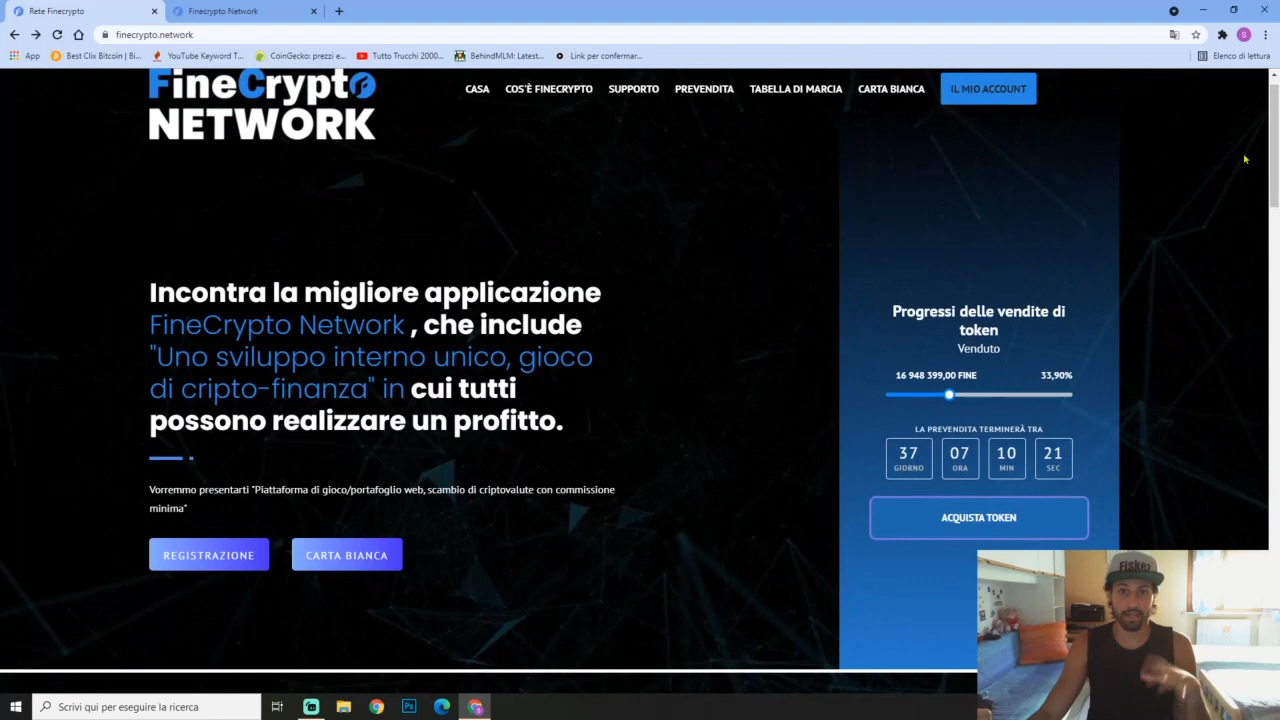 Rete Finecrypto
Finecrypto Network
finecrypto.network
App
Best Clix Bitcoin | Bi...
YouTube Keyword T...
CoinGecko: prezzi e...
Tutto Trucchi 2000...
BehindMLM: Latest...
Link per confermar...
Elenco di lettura
FineCrypto
NETWORK
CASA
COS'È FINECRYPTO
SUPPORTO
PREVENDITA
TABELLA DI MARCIA
CARTA BIANCA
IL MIO ACCOUNT
Incontra la migliore applicazione
FineCrypto Network , che include
"Uno sviluppo interno unico, gioco
di cripto-finanza" in cui tutti
possono realizzare un profitto.
Vorremmo presentarti "Piattaforma di gioco/portafoglio web, scambio di criptovalute con commissione
minima"
REGISTRAZIONE
CARTA BIANCA
Progressi delle vendite di
token
Venduto
16 948 399,00 FINE
33,90%
LA PREVENDITA TERMINERÀ TRA
37 07 10 21
GIORNO ORA MIN SEC
ACQUISTA TOKEN
Fiskez
Scrivi qui per eseguire la ricerca
Ps
S